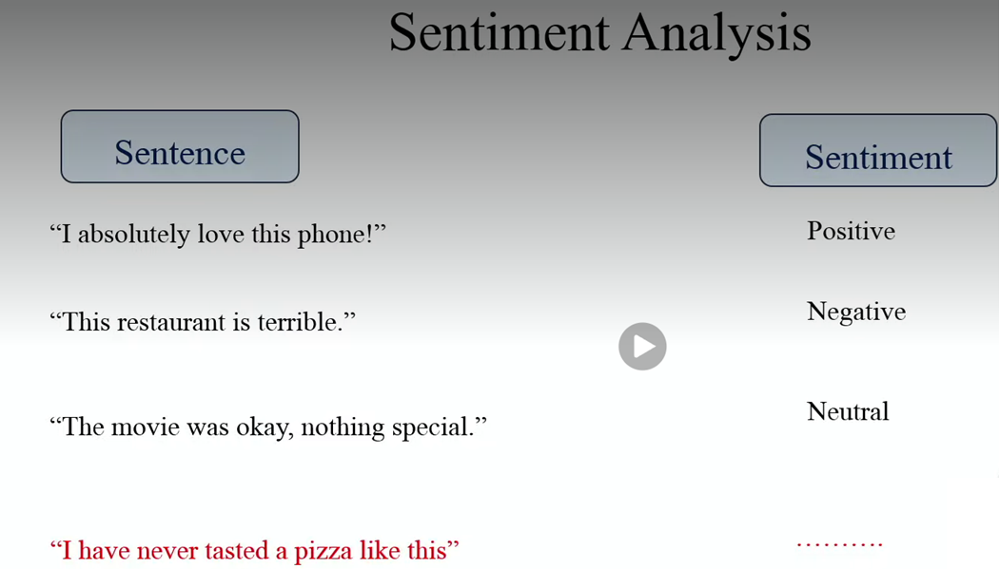 Sentiment Analysis
Sentence
Sentiment
“I absolutely love this phone!”
Positive
“This restaurant is terrible.”
Negative
“The movie was okay, nothing special.”
Neutral
“I have never tasted a pizza like this”
..........